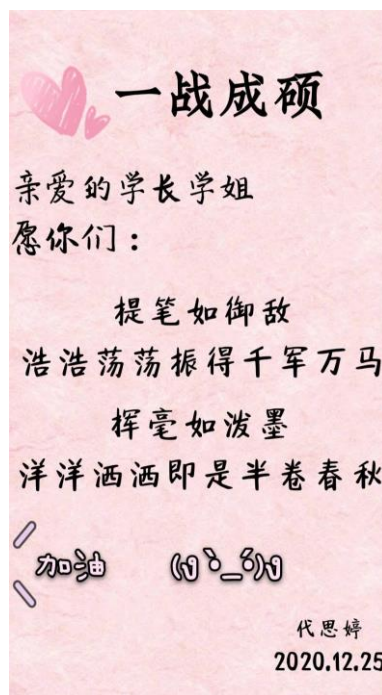 一战成硕
亲爱的学长学姐
愿你们：
提笔如御敌
浩浩荡荡振得千军万马
挥毫如泼墨
洋洋洒洒即是半卷春秋
加油 (ง •̀_•́)ง
代思婷
2020.12.25